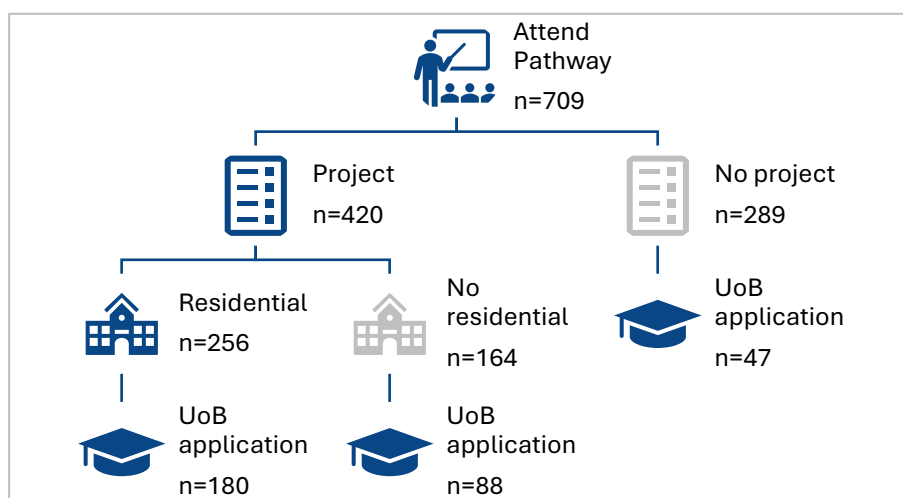 Attend
Pathway
n=709
Project
n=420
No project
n=289
Residential
n=256
No
residential
n=164
UoB
application
n=47
UoB
application
n=180
UoB
application
n=88